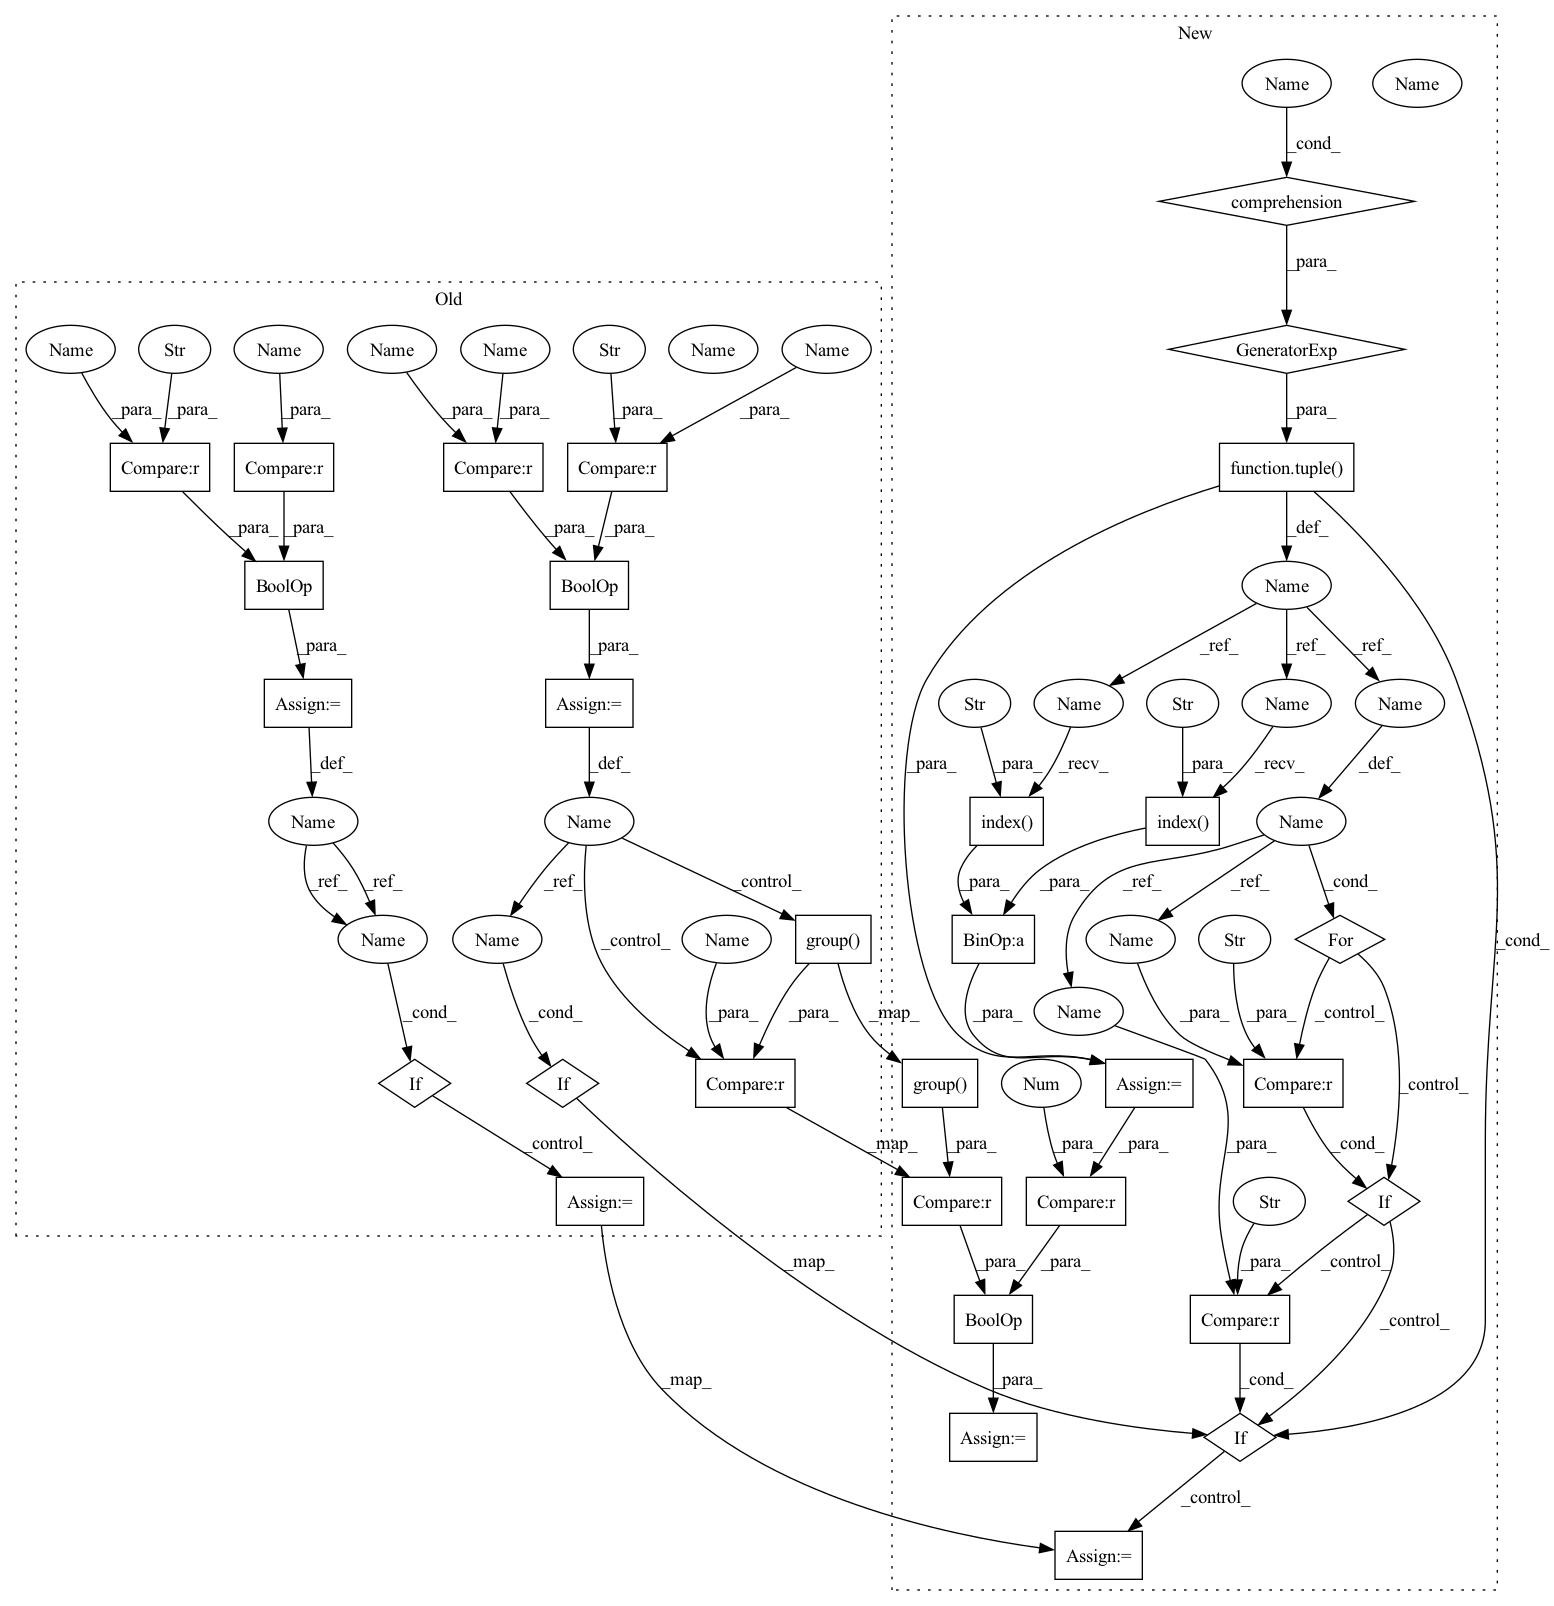 New
Name
Name
_cond_
comprehension
_para_
Old
Name
Str
Name
Name
Name
Str
Name
Name
GeneratorExp
_para_
_para_
_para_
_para_
_para_
_para_
_para_
_para_
Compare:r
Compare:r
Compare:r
Compare:r
function.tuple()
_para_
_para_
_para_
_para_
_def_
BoolOp
BoolOp
Name
_para_
_para_
_ref_
_ref_
_ref_
Assign:=
Assign:=
Str
Name
Str
Name
Name
_def_
_def_
_para_
_para_
_recv_
_para_
_recv_
_def_
Name
Name
index()
index()
Name
_ref_
_ref_
_ref_
_control_
_para_
_para_
_ref_
_ref_
_cond_
Name
Name
Name
group()
BinOp:a
Name
Str
For
_control_
_cond_
Name
_cond_
_cond_
_para_
_para_
_map_
_para_
_para_
_para_
_control_
If
If
Compare:r
group()
Num
Assign:=
Compare:r
_control_
_control_
_map_
_para_
_para_
_para_
_para_
_cond_
Assign:=
Compare:r
Compare:r
Str
If
_map_
_para_
_para_
_para_
_control_
BoolOp
Compare:r
_control_
_map_
_para_
_cond_
Assign:=
If
_control_
Assign:=